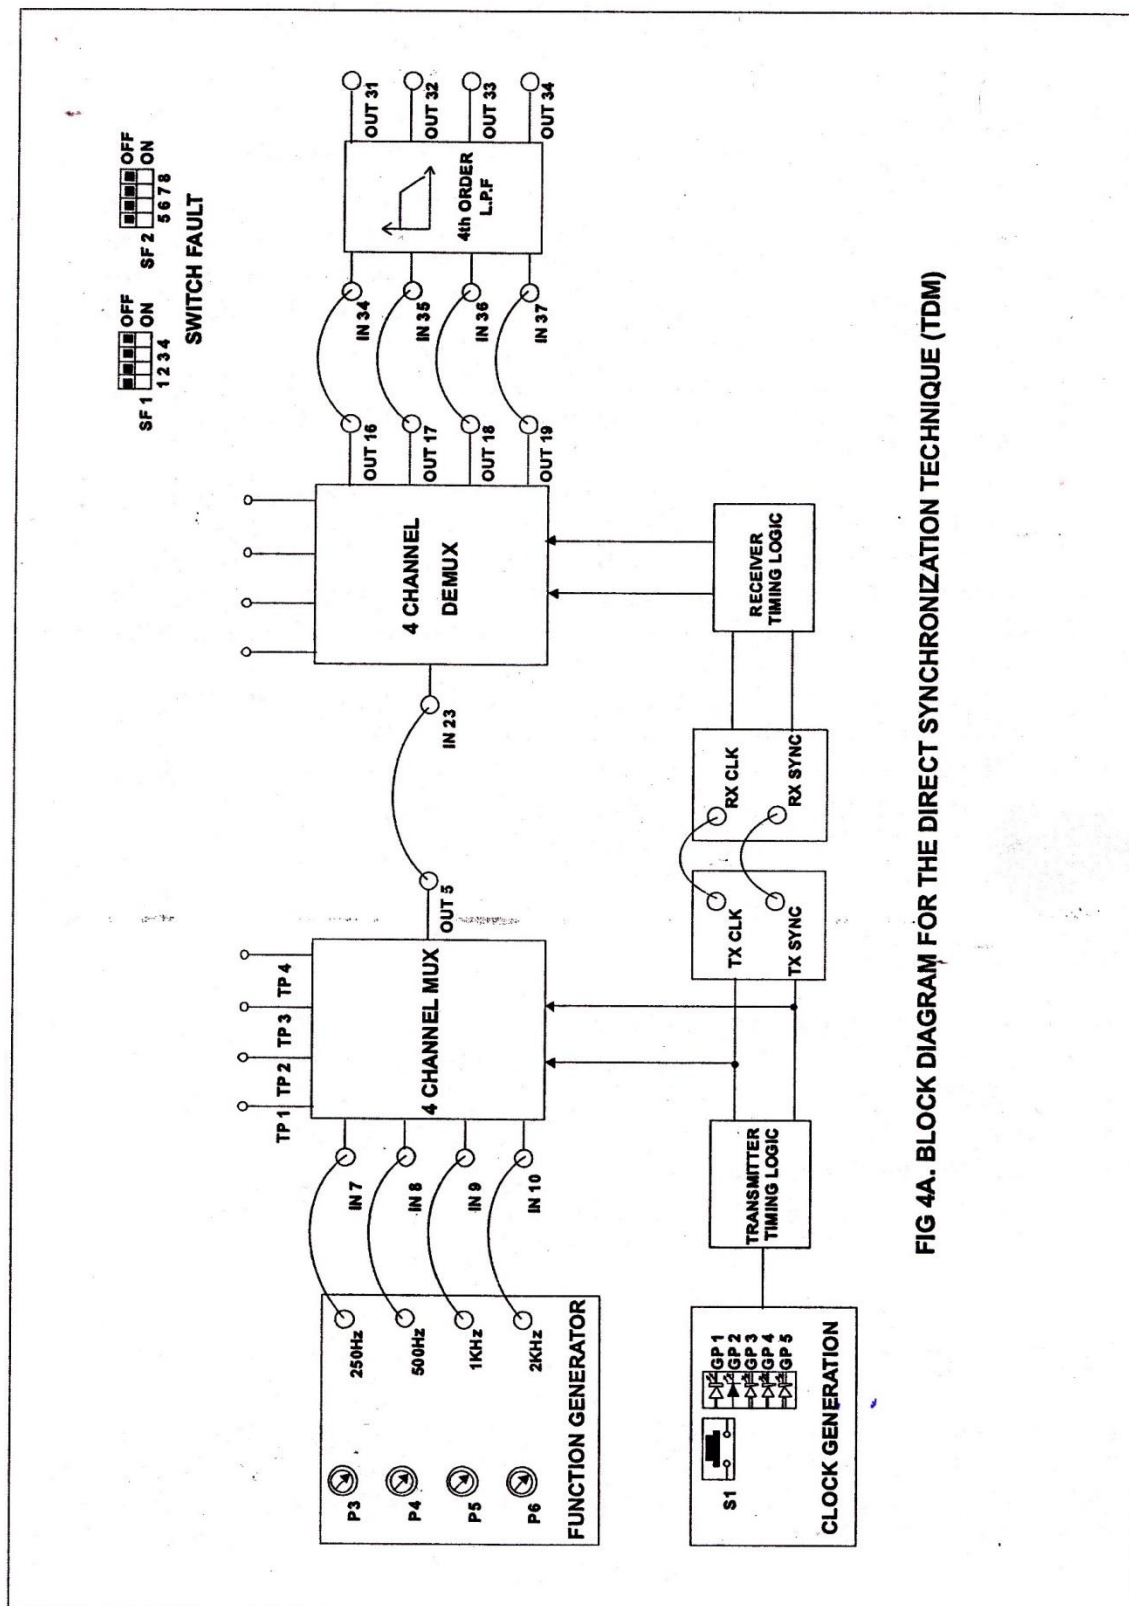 SF 1
OFF
ON
1 2 3 4
SF 2
OFF
ON
5 6 7 8
SWITCH FAULT
FUNCTION GENERATOR
P3
P4
P5
P6
250Hz
500Hz
1KHz
2KHz
IN 7
IN 8
IN 9
IN 10
TP 1
TP 2
TP 3
TP 4
4 CHANNEL MUX
OUT 5
IN 23
4 CHANNEL
DEMUX
OUT 16
OUT 17
OUT 18
OUT 19
IN 34
IN 35
IN 36
IN 37
4th ORDER
L.P.F
OUT 31
OUT 32
OUT 33
OUT 34
CLOCK GENERATION
S1
GP 1
GP 2
GP 3
GP 4
GP 5
TRANSMITTER
TIMING LOGIC
TX CLK
TX SYNC
RX CLK
RX SYNC
RECEIVER
TIMING LOGIC
FIG 4A. BLOCK DIAGRAM FOR THE DIRECT SYNCHRONIZATION TECHNIQUE (TDM)